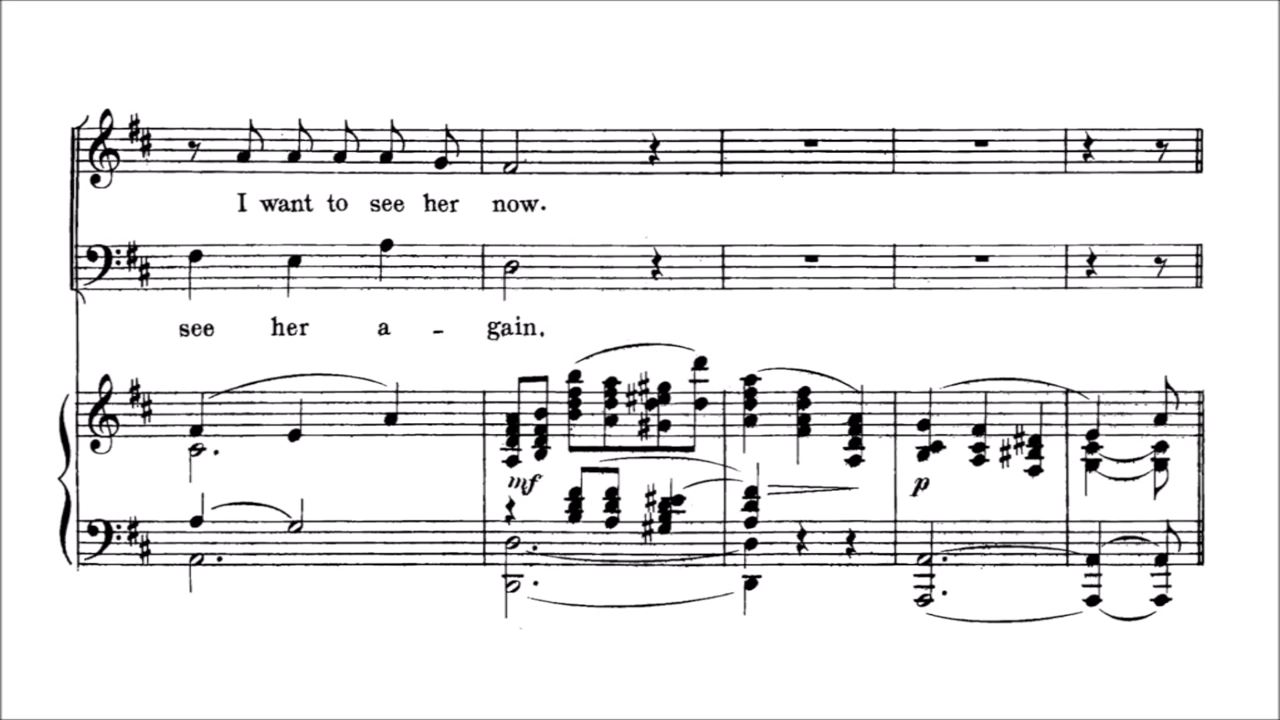 I want to see her now.
see her a - gain.
mf
p